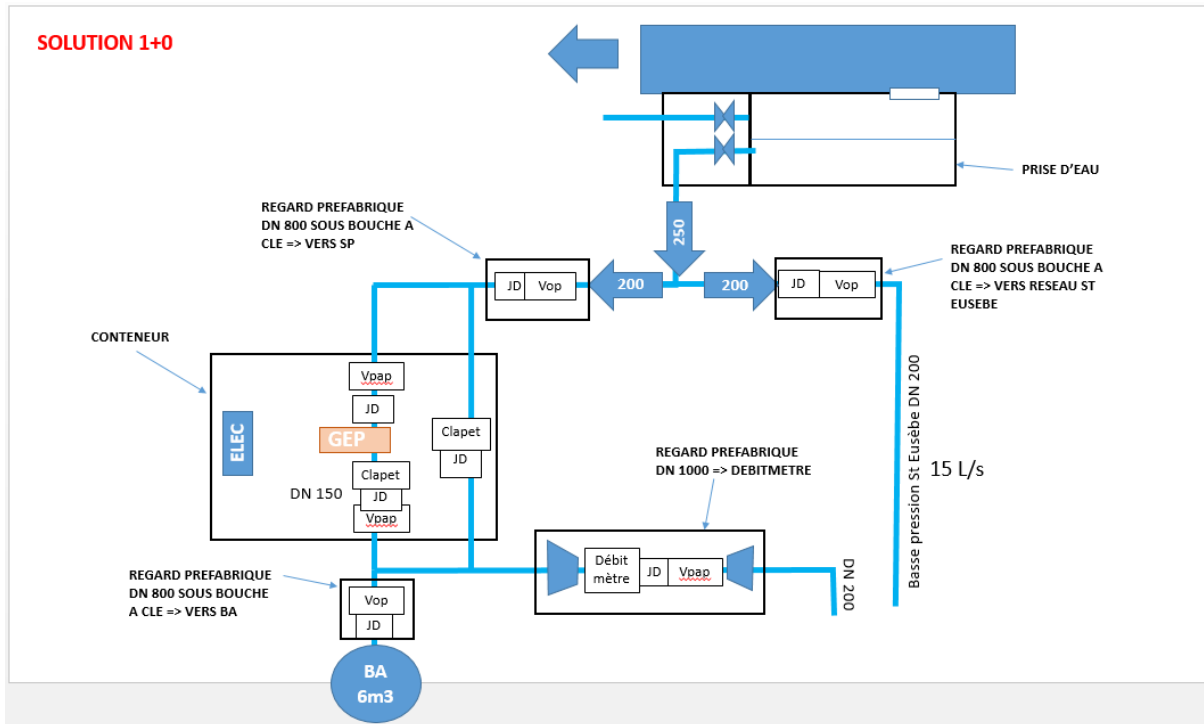 SOLUTION 1+0
PRISE D'EAU
REGARD PREFABRIQUE
DN 800 SOUS BOUCHE A
CLE => VERS SP
250
REGARD PREFABRIQUE
DN 800 SOUS BOUCHE A
CLE => VERS RESEAU ST
EUSEBE
JD
Vop
200
200
JD
Vop
CONTENEUR
Vpap
JD
ELEC
GEP
Clapet
JD
Clapet
JD
Vpap
DN 150
REGARD PREFABRIQUE
DN 1000 => DEBITMETRE
Basse pression St Eusèbe DN 200
15 L/s
Débit
mètre
JD
Vpap
DN 200
REGARD PREFABRIQUE
DN 800 SOUS BOUCHE
A CLE => VERS BA
Vop
JD
BA
6m3